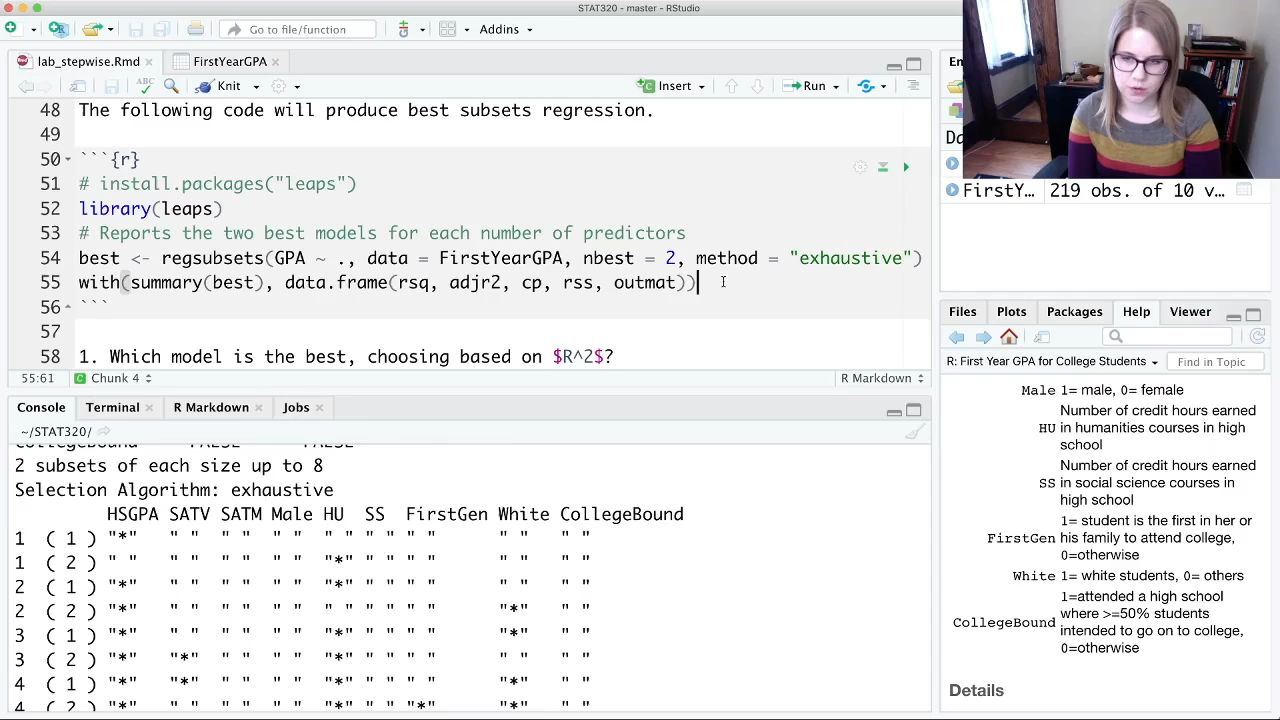 STAT320 - master - RStudio
Go to file/function
Addins
lab_stepwise.Rmd
FirstYearGPA
ABC
Knit
Insert
Run
48 The following code will produce best subsets regression.
49
50 ```{r}
51 # install.packages("leaps")
52 library(leaps)
53 # Reports the two best models for each number of predictors
54 best <- regsubsets(GPA ~ ., data = FirstYearGPA, nbest = 2, method = "exhaustive")
55 with(summary(best), data.frame(rsq, adjr2, cp, rss, outmat))
56 ```
57
58 1. Which model is the best, choosing based on $R^2$?
55:61 Chunk 4 R Markdown
Console Terminal R Markdown Jobs
~/STAT320/
CollegeBound FALSE FALSE
2 subsets of each size up to 8
Selection Algorithm: exhaustive
HSGPA SATV SATM Male HU SS FirstGen White CollegeBound
1 ( 1 ) "*" " " " " " " " " " " " " " " " "
1 ( 2 ) " " " " " " " " "*" " " " " " " " "
2 ( 1 ) "*" " " " " " " "*" " " " " " " " "
2 ( 2 ) "*" " " " " " " " " " " " " "*" " "
3 ( 1 ) "*" " " " " " " "*" " " " " "*" " "
3 ( 2 ) "*" "*" " " " " "*" " " " " " " " "
4 ( 1 ) "*" "*" " " " " "*" " " " " "*" " "
4 ( 2 ) "*" " " " " " " "*" " " "*" "*" " "
En
Da
FirstY... 219 obs. of 10 v...
Files Plots Packages Help Viewer
R: First Year GPA for College Students
Find in Topic
Male 1= male, 0= female
HU Number of credit hours earned
in humanities courses in high
school
SS Number of credit hours earned
in social science courses in
high school
FirstGen 1= student is the first in her or
his family to attend college,
0=otherwise
White 1= white students, 0= others
CollegeBound 1=attended a high school
where >=50% students
intended to go on to college,
0=otherwise
Details